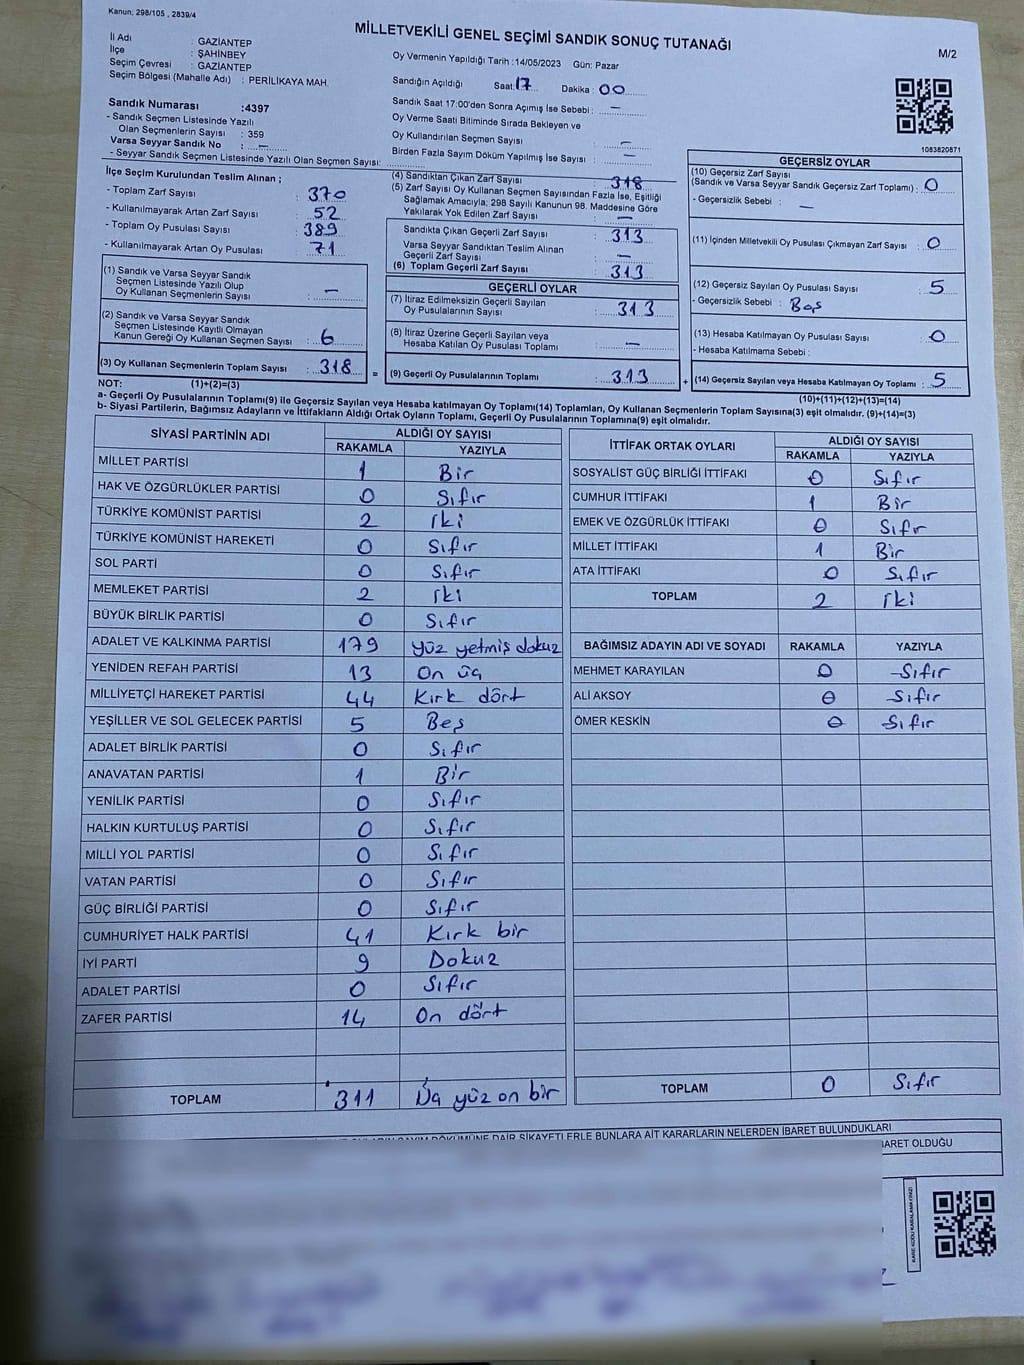 Kanun; 298/105 , 2839/4
MİLLETVEKİLİ GENEL SEÇİMİ SANDIK SONUÇ TUTANAĞI
M/2
İl Adı : GAZİANTEP
İlçe : ŞAHİNBEY
Seçim Çevresi : GAZİANTEP
Seçim Bölgesi (Mahalle Adı) : PERİLİKAYA MAH.
Oy Vermenin Yapıldığı Tarih :14/05/2023 Gün: Pazar
Sandığın Açıldığı Saat:17 Dakika : 00
Sandık Saat 17:00'den Sonra Açımış İse Sebebi : —
Oy Verme Saati Bitiminde Sırada Bekleyen ve
Oy Kullandırılan Seçmen Sayısı : —
Birden Fazla Sayım Döküm Yapılmış İse Sayısı : —
Sandık Numarası :4397
- Sandık Seçmen Listesinde Yazılı
Olan Seçmenlerin Sayısı : 359
Varsa Seyyar Sandık No : —
- Seyyar Sandık Seçmen Listesinde Yazılı Olan Seçmen Sayısı:
1083820871
İlçe Seçim Kurulundan Teslim Alınan ;
- Toplam Zarf Sayısı : 370
- Kullanılmayarak Artan Zarf Sayısı : 52
- Toplam Oy Pusulası Sayısı : 389
- Kullanılmayarak Artan Oy Pusulası : 71
(1) Sandık ve Varsa Seyyar Sandık
Seçmen Listesinde Yazılı Olup
Oy Kullanan Seçmenlerin Sayısı : —
(2) Sandık ve Varsa Seyyar Sandık
Seçmen Listesinde Kayıtlı Olmayan
Kanun Gereği Oy Kullanan Seçmen Sayısı : 6
(3) Oy Kullanan Seçmenlerin Toplam Sayısı : 318
(4) Sandıktan Çıkan Zarf Sayısı : 318
(5) Zarf Sayısı Oy Kullanan Seçmen Sayısından Fazla İse, Eşitliği
Sağlamak Amacıyla; 298 Sayılı Kanunun 98. Maddesine Göre
Yakılarak Yok Edilen Zarf Sayısı : —
Sandıkta Çıkan Geçerli Zarf Sayısı : 313
Varsa Seyyar Sandıktan Teslim Alınan
Geçerli Zarf Sayısı : —
(6) Toplam Geçerli Zarf Sayısı : 313
GEÇERLİ OYLAR
(7) İtiraz Edilmeksizin Geçerli Sayılan
Oy Pusulalarının Sayısı : 313
(8) İtiraz Üzerine Geçerli Sayılan veya
Hesaba Katılan Oy Pusulası Toplamı : —
= (9) Geçerli Oy Pusulalarının Toplamı : 313
GEÇERSİZ OYLAR
(10) Geçersiz Zarf Sayısı
(Sandık ve Varsa Seyyar Sandık Geçersiz Zarf Toplamı) : 0
- Geçersizlik Sebebi : —
(11) İçinden Milletvekili Oy Pusulası Çıkmayan Zarf Sayısı : 0
(12) Geçersiz Sayılan Oy Pusulası Sayısı : 5
- Geçersizlik Sebebi : Beş
(13) Hesaba Katılmayan Oy Pusulası Sayısı : 0
- Hesaba Katılmama Sebebi :
+ (14) Geçersiz Sayılan veya Hesaba Katılmayan Oy Toplamı : 5
NOT: (1)+(2)=(3)
(10)+(11)+(12)+(13)=(14)
a- Geçerli Oy Pusulalarının Toplamı(9) ile Geçersiz Sayılan veya Hesaba katılmayan Oy Toplamı(14) Toplamları, Oy Kullanan Seçmenlerin Toplam Sayısına(3) eşit olmalıdır. (9)+(14)=(3)
b- Siyasi Partilerin, Bağımsız Adayların ve İttifakların Aldığı Ortak Oyların Toplamı, Geçerli Oy Pusulalarının Toplamına(9) eşit olmalıdır.
SİYASİ PARTİNİN ADI ALDIĞI OY SAYISI
RAKAMLA YAZIYLA
MİLLET PARTİSİ 1 Bir
HAK VE ÖZGÜRLÜKLER PARTİSİ 0 Sıfır
TÜRKİYE KOMÜNİST PARTİSİ 2 iki
TÜRKİYE KOMÜNİST HAREKETİ 0 Sıfır
SOL PARTİ 0 Sıfır
MEMLEKET PARTİSİ 2 iki
BÜYÜK BİRLİK PARTİSİ 0 Sıfır
ADALET VE KALKINMA PARTİSİ 179 yüz yetmiş dokuz
YENİDEN REFAH PARTİSİ 13 On üç
MİLLİYETÇİ HAREKET PARTİSİ 44 Kırk dört
YEŞİLLER VE SOL GELECEK PARTİSİ 5 Beş
ADALET BİRLİK PARTİSİ 0 Sıfır
ANAVATAN PARTİSİ 1 Bir
YENİLİK PARTİSİ 0 Sıfır
HALKIN KURTULUŞ PARTİSİ 0 Sıfır
MİLLİ YOL PARTİSİ 0 Sıfır
VATAN PARTİSİ 0 Sıfır
GÜÇ BİRLİĞİ PARTİSİ 0 Sıfır
CUMHURİYET HALK PARTİSİ 41 Kırk bir
İYİ PARTİ 9 Dokuz
ADALET PARTİSİ 0 Sıfır
ZAFER PARTİSİ 14 On dört
TOPLAM 311 Üç yüz on bir
İTTİFAK ORTAK OYLARI ALDIĞI OY SAYISI
RAKAMLA YAZIYLA
SOSYALİST GÜÇ BİRLİĞİ İTTİFAKI 0 Sıfır
CUMHUR İTTİFAKI 1 Bir
EMEK VE ÖZGÜRLÜK İTTİFAKI 0 Sıfır
MİLLET İTTİFAKI 1 Bir
ATA İTTİFAKI 0 Sıfır
TOPLAM 2 iki
BAĞIMSIZ ADAYIN ADI VE SOYADI RAKAMLA YAZIYLA
MEHMET KARAYILAN 0 Sıfır
ALİ AKSOY 0 Sıfır
ÖMER KESKİN 0 Sıfır
TOPLAM 0 Sıfır
DÖKÜMÜNE DAİR ŞİKAYETLERLE BUNLARA AİT KARARLARIN NELERDEN İBARET BULUNDUKLARI
OLDUĞU